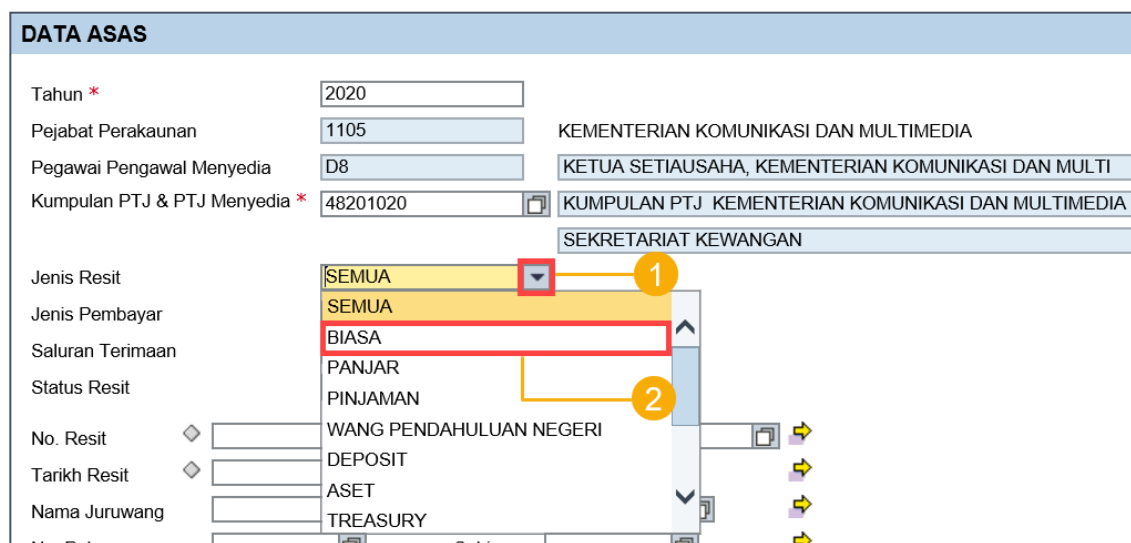 DATA ASAS
Tahun * 2020
Pejabat Perakaunan 1105 KEMENTERIAN KOMUNIKASI DAN MULTIMEDIA
Pegawai Pengawal Menyedia D8 KETUA SETIAUSAHA, KEMENTERIAN KOMUNIKASI DAN MULTI
Kumpulan PTJ & PTJ Menyedia * 48201020 KUMPULAN PTJ KEMENTERIAN KOMUNIKASI DAN MULTIMEDIA
SEKRETARIAT KEWANGAN
Jenis Resit SEMUA 1
SEMUA
Jenis Pembayar
BIASA
Saluran Terimaan
PANJAR
Status Resit
PINJAMAN 2
WANG PENDAHULUAN NEGERI
No. Resit
DEPOSIT
Tarikh Resit
ASET
Nama Juruwang
TREASURY